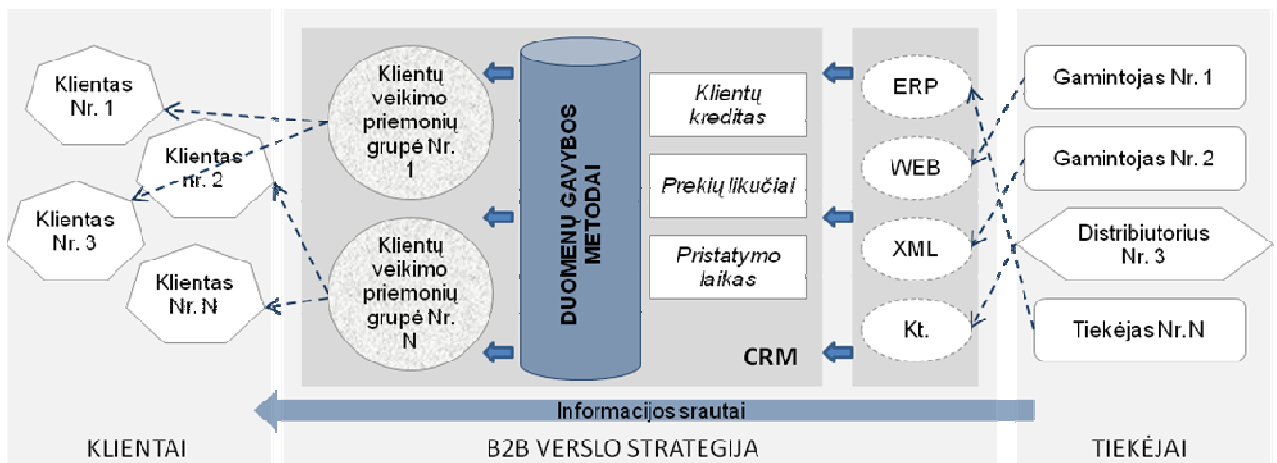 Klientas
Nr. 1
Klientas
nr. 2
Klientas
Nr. 3
Klientas
Nr. N
KLIENTAI
Klientų
veikimo
priemonių
grupė Nr.
1
Klientų
veikimo
priemonių
grupė Nr.
N
DUOMENŲ GAVYBOS
METODAI
Klientų
kreditas
Prekių likučiai
Pristatymo
laikas
CRM
ERP
WEB
XML
Kt.
Informacijos srautai
B2B VERSLO STRATEGIJA
Gamintojas Nr. 1
Gamintojas Nr. 2
Distribiutorius
Nr. 3
Tiekėjas Nr. N
TIEKĖJAI